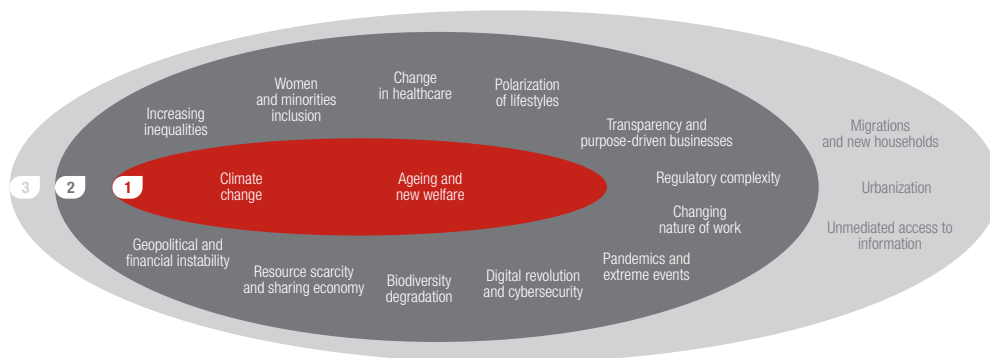 Change
in healthcare
Women
and minorities
inclusion
Polarization
of lifestyles
Increasing
inequalities
Transparency and
purpose-driven businesses
Migrations
and new households
3
2
1
Climate
change
Ageing and
new welfare
Regulatory complexity
Urbanization
Changing
nature of work
Unmediated access to
information
Geopolitical and
financial instability
Resource scarcity
and sharing economy
Biodiversity
degradation
Digital revolution
and cybersecurity
Pandemics and
extreme events